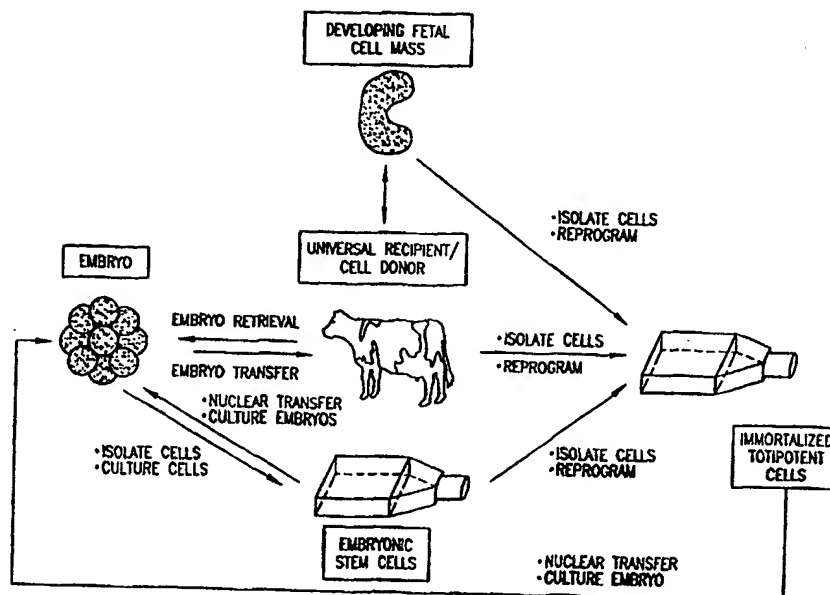 DEVELOPING FETAL
CELL MASS
•ISOLATE CELLS
•REPROGRAM
UNIVERSAL RECIPIENT/
CELL DONOR
EMBRYO
EMBRYO RETRIEVAL
EMBRYO TRANSFER
•ISOLATE CELLS
•REPROGRAM
•NUCLEAR TRANSFER
•CULTURE EMBRYOS
•ISOLATE CELLS
•CULTURE CELLS
•ISOLATE CELLS
•REPROGRAM
IMMORTALIZED
TOTIPOTENT
CELLS
EMBRYONIC
STEM CELLS
•NUCLEAR TRANSFER
•CULTURE EMBRYO